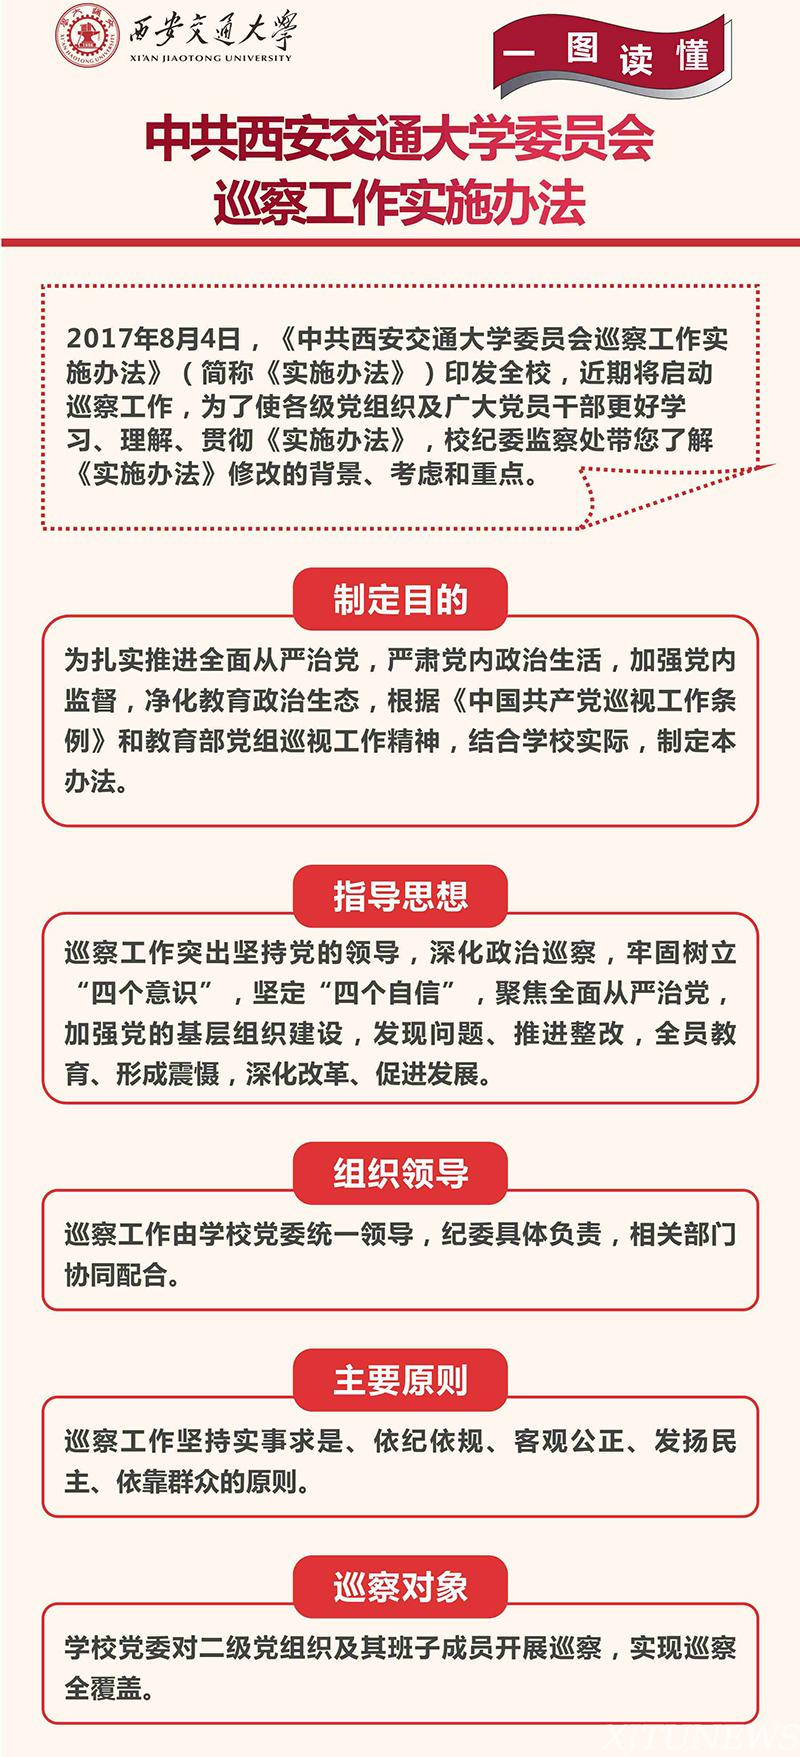 西安交通大学
XI'AN JIAOTONG UNIVERSITY
一图读懂
中共西安交通大学委员会
巡察工作实施办法
2017年8月4日，《中共西安交通大学委员会巡察工作实
施办法》（简称《实施办法》）印发全校，近期将启动
巡察工作，为了使各级党组织及广大党员干部更好学
习、理解、贯彻《实施办法》，校纪委监察处带您了解
《实施办法》修改的背景、考虑和重点。
制定目的
为扎实推进全面从严治党，严肃党内政治生活，加强党内
监督，净化教育政治生态，根据《中国共产党巡视工作条
例》和教育部党组巡视工作精神，结合学校实际，制定本
办法。
指导思想
巡察工作突出坚持党的领导，深化政治巡察，牢固树立
“四个意识”，坚定“四个自信”，聚焦全面从严治党，
加强党的基层组织建设，发现问题、推进整改，全员教
育、形成震慑，深化改革、促进发展。
组织领导
巡察工作由学校党委统一领导，纪委具体负责，相关部门
协同配合。
主要原则
巡察工作坚持实事求是、依纪依规、客观公正、发扬民
主、依靠群众的原则。
巡察对象
学校党委对二级党组织及其班子成员开展巡察，实现巡察
全覆盖。
XJTUNEWS